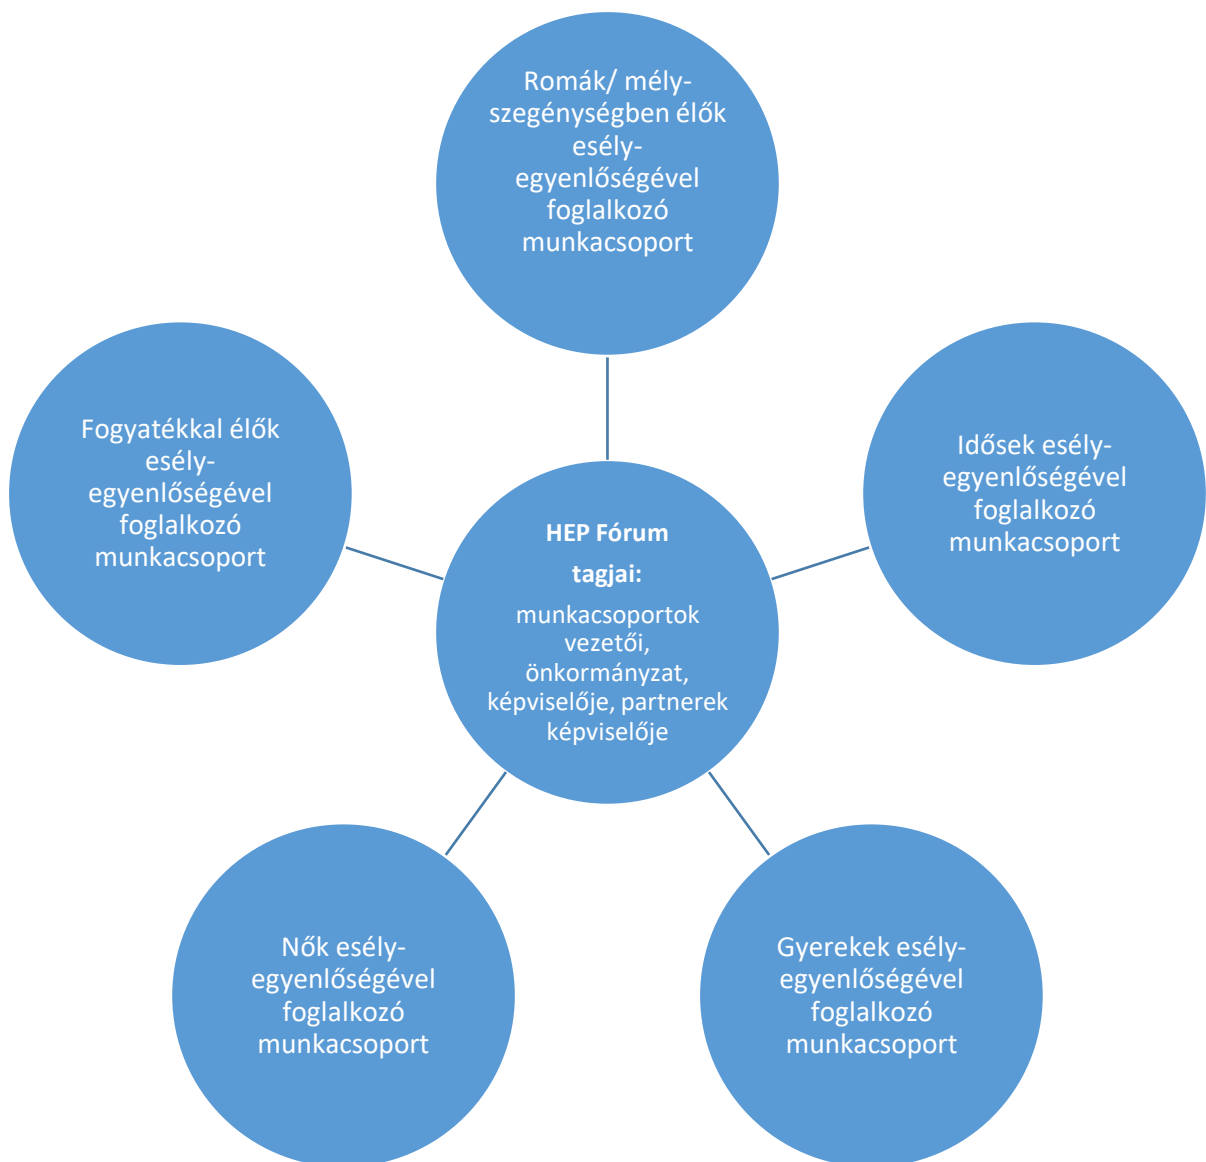 Romák/ mély-
szegénységben élők
esély-
egyenlőségével
foglalkozó
munkacsoport
Fogyatékkal élők
esély-
egyenlőségével
foglalkozó
munkacsoport
Idősek esély-
egyenlőségével
foglalkozó
munkacsoport
HEP Fórum
tagjai:
munkacsoportok
vezetői,
önkormányzat,
képviselője, partnerek
képviselője
Nők esély-
egyenlőségével
foglalkozó
munkacsoport
Gyerekek esély-
egyenlőségével
foglalkozó
munkacsoport